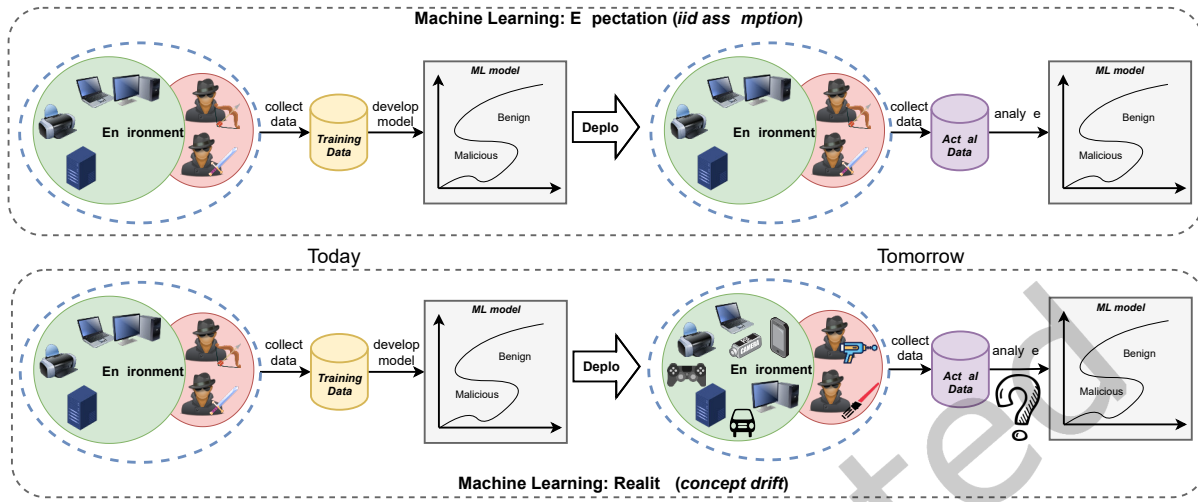 Machine Learning: E pectation (iid ass mption)
En ironment
collect data
Training Data
develop model
ML model
Benign
Malicious
Deplo
En ironment
collect data
Act al Data
analy e
ML model
Benign
Malicious
Today
Tomorrow
En ironment
collect data
Training Data
develop model
ML model
Benign
Malicious
Deplo
CAMERA
En ironment
collect data
Act al Data
analy e
?
ML model
Benign
Malicious
Machine Learning: Realit (concept drift)
ted